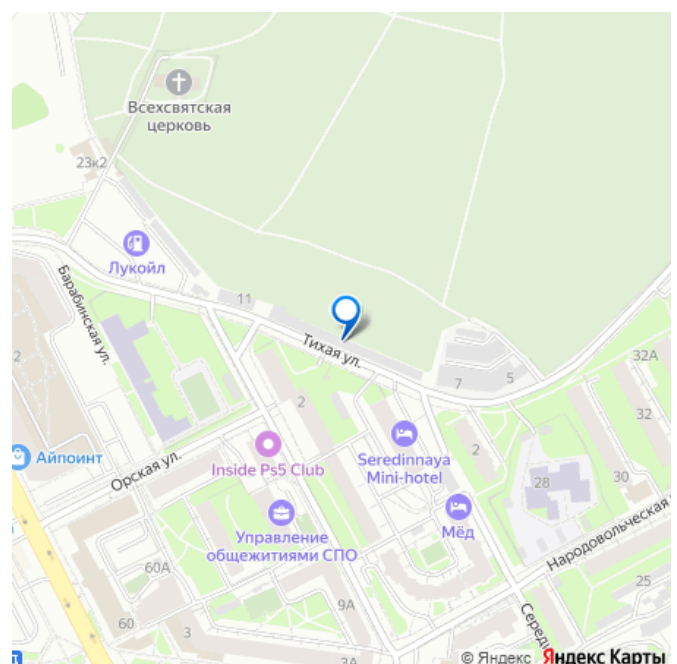 Всехсвятская
церковь
23к2
Лукойл
11
Барабинская ул.
Тихая ул.
2
32А
7
5
32
2
2
Айпоинт
Орская ул.
Inside Ps5 Club
Seredinnaya
Mini-hotel
28
30
Управление
общежитиями СПО
Мёд
Народовольческая
60А
60
3
9А
3А
25
© Яндекс Яндекс Карты